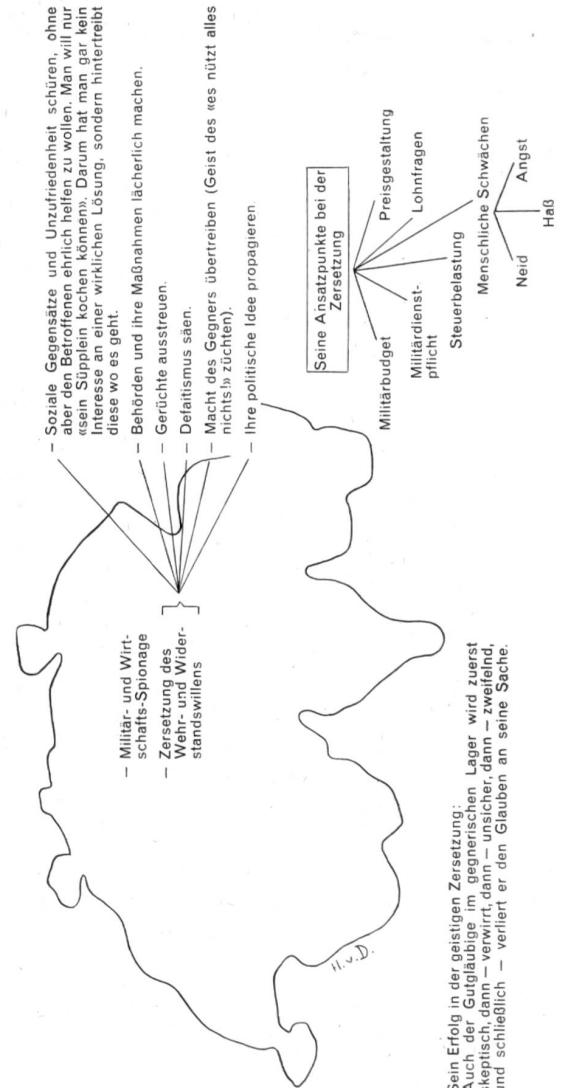 – Soziale Gegensätze und Unzufriedenheit schüren, ohne
aber den Betroffenen ehrlich helfen zu wollen. Man will nur
«sein Süpplein kochen können». Darum hat man gar kein
Interesse an einer wirklichen Lösung, sondern hintertreibt
diese wo es geht.
– Behörden und ihre Maßnahmen lächerlich machen.
– Gerüchte ausstreuen.
– Defaitismus säen.
– Macht des Gegners übertreiben (Geist des «es nützt alles
nichts!» züchten).
– Ihre politische Idee propagieren.
– Militär- und Wirt-
schafts-Spionage
– Zersetzung des
Wehr- und Wider-
standswillens
Seine Ansatzpunkte bei der
Zersetzung
Militärbudget
Militärdienst-
pflicht
Steuerbelastung
Menschliche Schwächen
Lohnfragen
Preisgestaltung
Neid
Haß
Angst
H.v.D.
Sein Erfolg in der geistigen Zersetzung:
Auch der Gutgläubige im gegnerischen Lager wird zuerst
skeptisch, dann – verwirrt, dann – unsicher, dann – zweifelnd,
und schließlich – verliert er den Glauben an seine Sache.